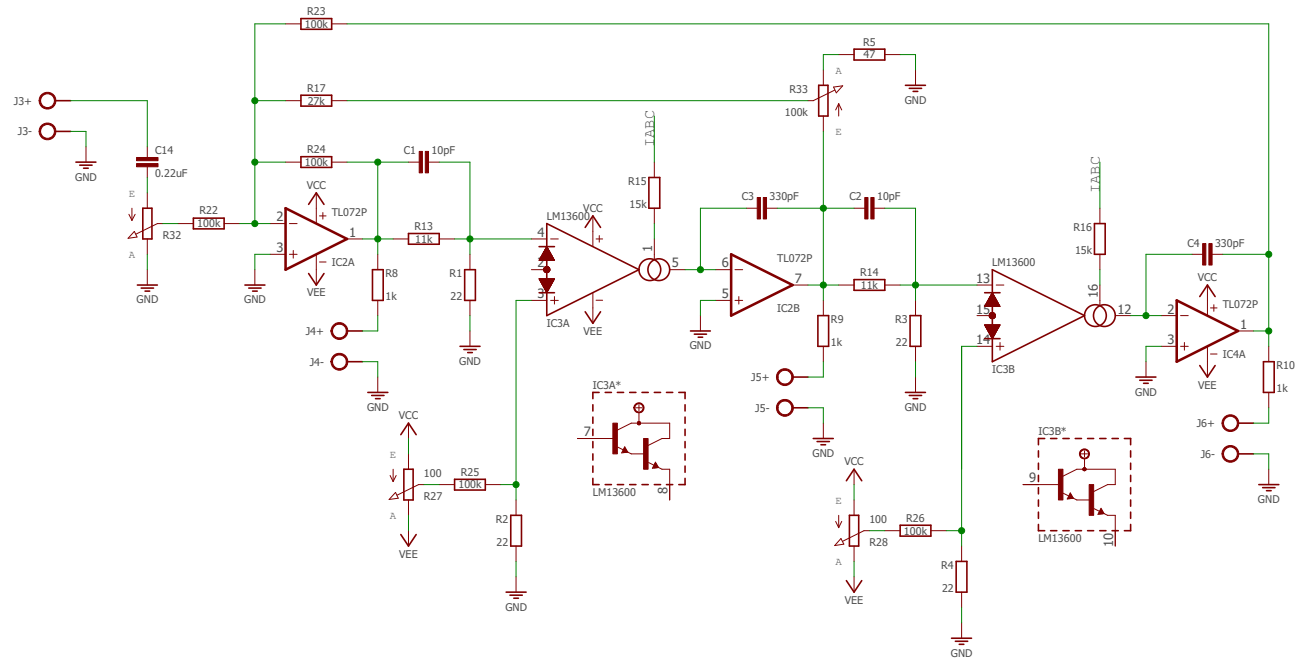 R23
100k
R5
47
A
R17
27k
R33
100k
E
GND
J3+
J3-
GND
C14
0.22uF
IABC
R24
100k
C1
10pF
IABC
E
R32
A
GND
R22
100k
VCC
TL072P
2
3
1
IC2A
VEE
GND
R13
11k
R8
1k
R1
22
GND
J4+
J4-
GND
LM13600
VCC
4
2
3
IC3A
VEE
R15
15k
1
5
C3
330pF
C2
10pF
TL072P
6
5
7
IC2B
GND
R14
11k
R9
1k
R3
22
GND
J5+
J5-
GND
LM13600
13
15
14
IC3B
R16
15k
16
12
C4
330pF
VCC
TL072P
2
3
1
IC4A
VEE
GND
R10
1k
J6+
J6-
GND
VCC
E
100
R27
A
VEE
R25
100k
R2
22
GND
IC3A*
7
8
LM13600
VCC
E
100
R28
A
VEE
R26
100k
R4
22
GND
IC3B*
9
10
LM13600